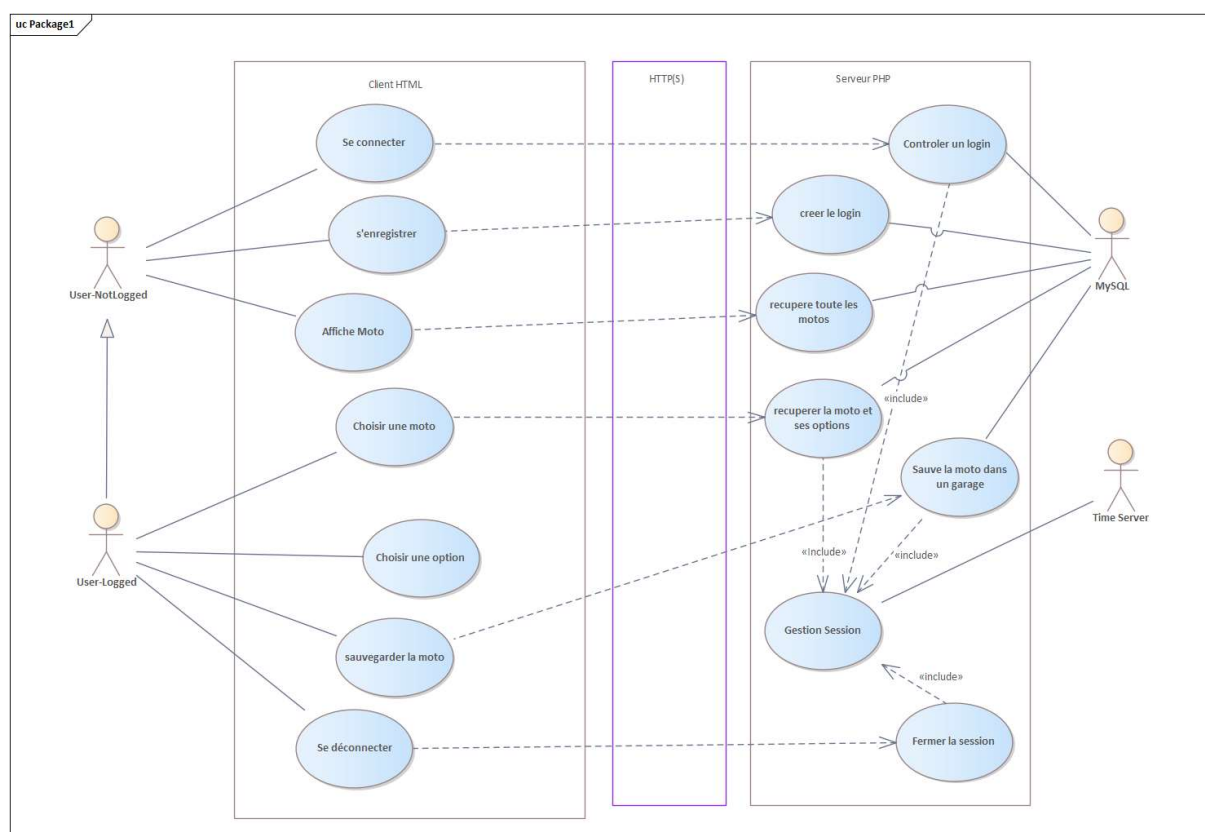 uc Package1
Client HTML
HTTP(S)
Serveur PHP
Se connecter
Controler un login
s'enregistrer
creer le login
User-NotLogged
MySQL
Affiche Moto
recupere toute les
motos
Choisir une moto
recuperer la moto et
ses options
«include»
Sauve la moto dans
un garage
Time Server
User-Logged
Choisir une option
«Include»
«include»
Gestion Session
sauvegarder la moto
«include»
Se déconnecter
Fermer la session